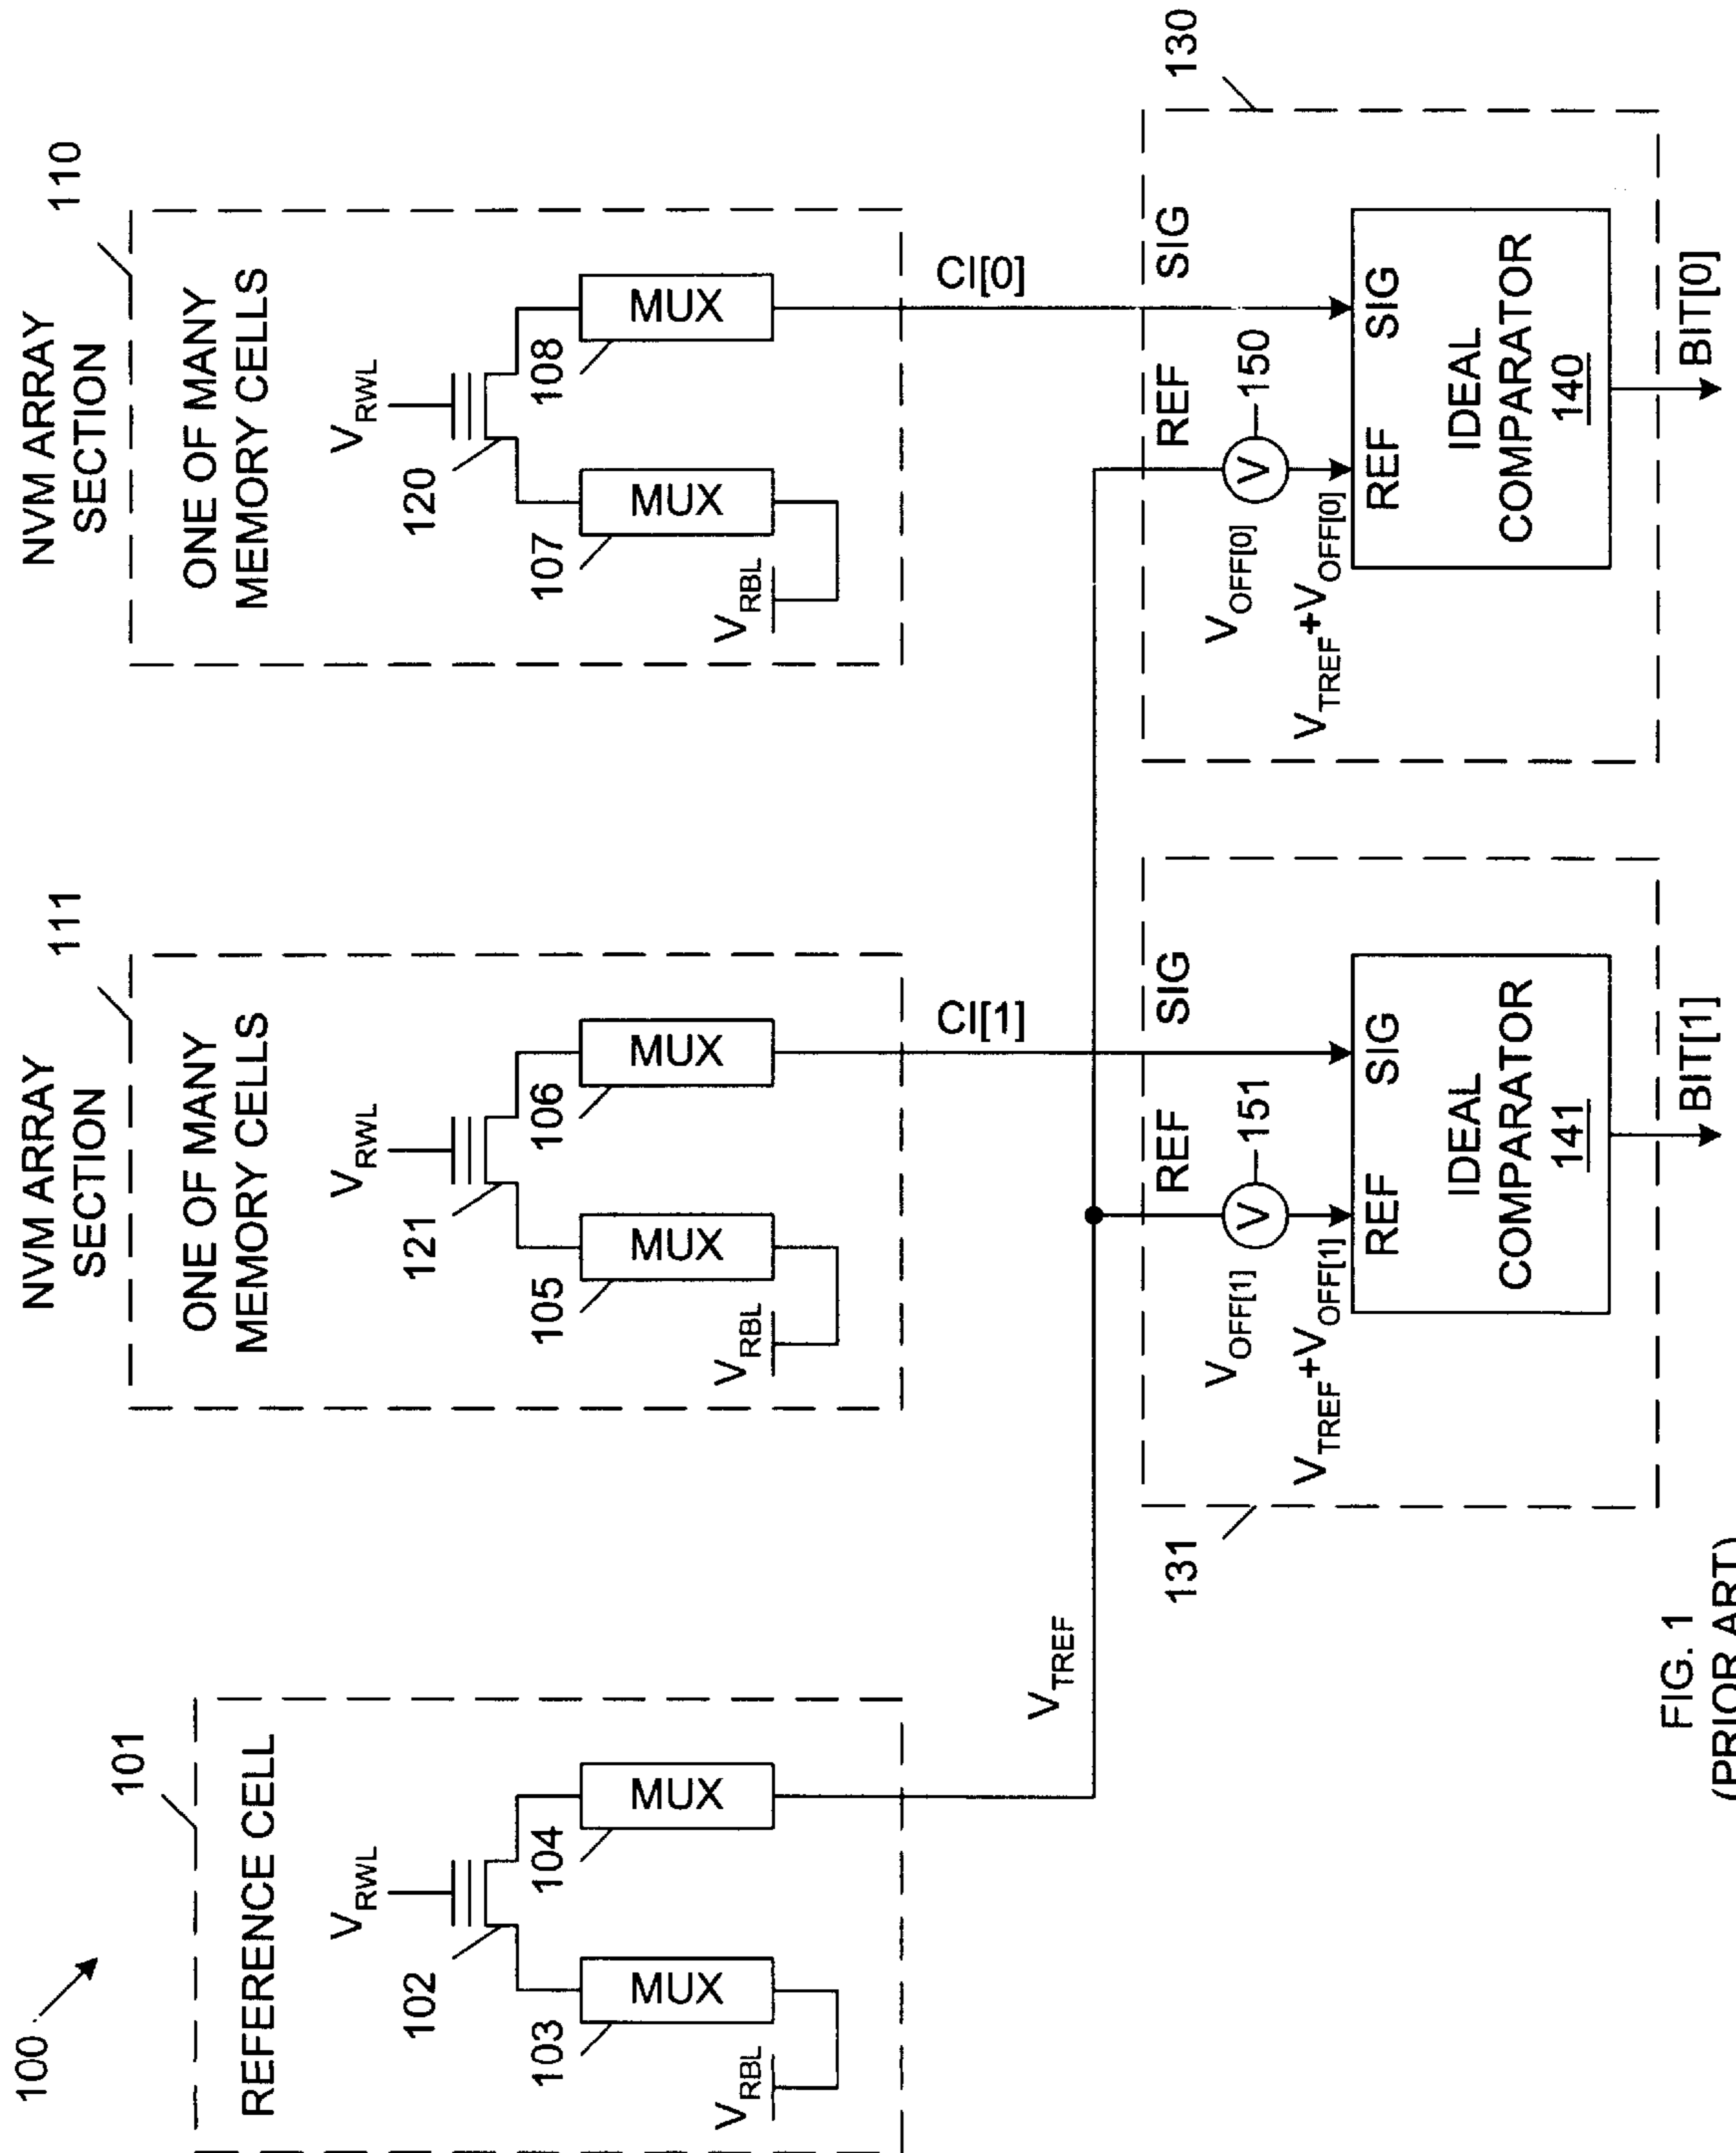 100
101
REFERENCE CELL
V_RWL
102
103
MUX
104
MUX
V_RBL
V_TREF
NVM ARRAY
SECTION
111
ONE OF MANY
MEMORY CELLS
V_RWL
121
105
MUX
106
MUX
V_RBL
CI[1]
NVM ARRAY
SECTION
110
ONE OF MANY
MEMORY CELLS
V_RWL
120
107
MUX
108
MUX
V_RBL
CI[0]
131
REF
SIG
V_OFF[1]
V
151
V_TREF+V_OFF[1]
REF
SIG
IDEAL
COMPARATOR
141
BIT[1]
130
REF
SIG
V_OFF[0]
V
150
V_TREF+V_OFF[0]
REF
SIG
IDEAL
COMPARATOR
140
BIT[0]
FIG. 1
(PRIOR ART)